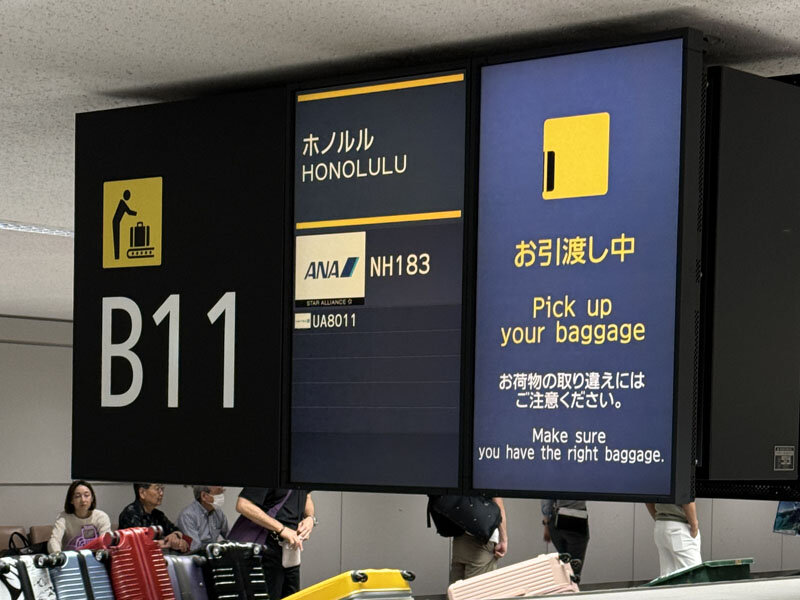 B11
ホノルル
HONOLULU
ANA
STAR ALLIANCE
NH183
UA8011
お引渡し中
Pick up
your baggage
お荷物の取り違えには
ご注意ください。
Make sure
you have the right baggage.